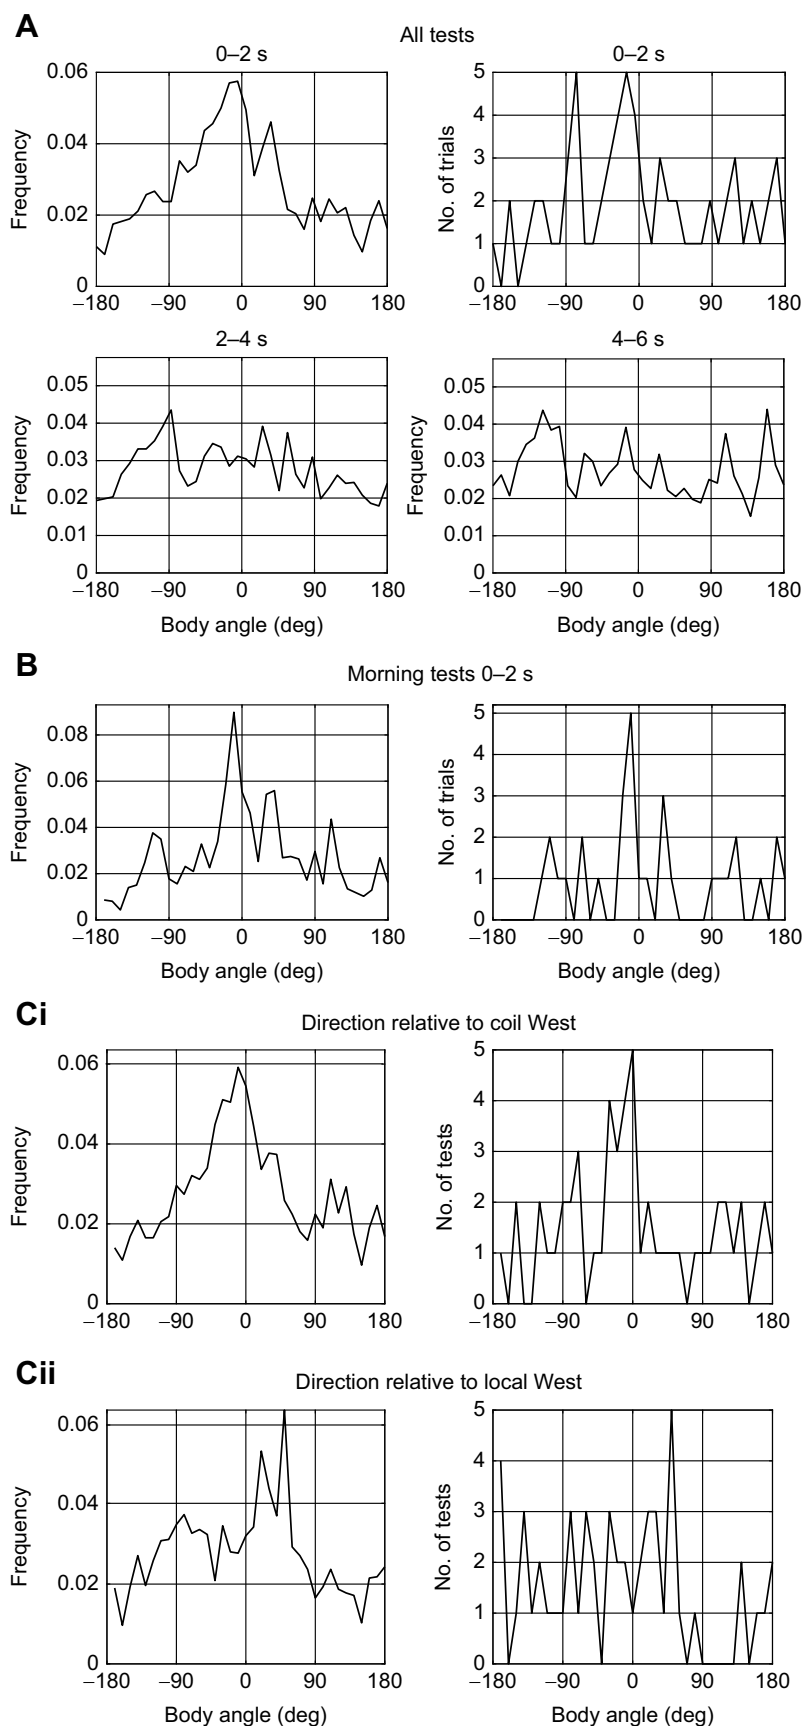 A
All tests
0–2 s
0–2 s
Frequency
0.06
0.04
0.02
0
–180 –90 0 90 180
No. of trials
5
4
3
2
1
0
–180 –90 0 90 180
2–4 s
4–6 s
Frequency
0.05
0.04
0.03
0.02
0.01
0
–180 –90 0 90 180
Body angle (deg)
Frequency
0.05
0.04
0.03
0.02
0.01
0
–180 –90 0 90 180
Body angle (deg)
B
Morning tests 0–2 s
Frequency
0.08
0.06
0.04
0.02
0
–180 –90 0 90 180
Body angle (deg)
No. of trials
5
4
3
2
1
0
–180 –90 0 90 180
Body angle (deg)
Ci
Direction relative to coil West
Frequency
0.06
0.04
0.02
0
–180 –90 0 90 180
No. of tests
5
4
3
2
1
0
–180 –90 0 90 180
Cii
Direction relative to local West
Frequency
0.06
0.04
0.02
0
–180 –90 0 90 180
Body angle (deg)
No. of tests
5
4
3
2
1
0
–180 –90 0 90 180
Body angle (deg)